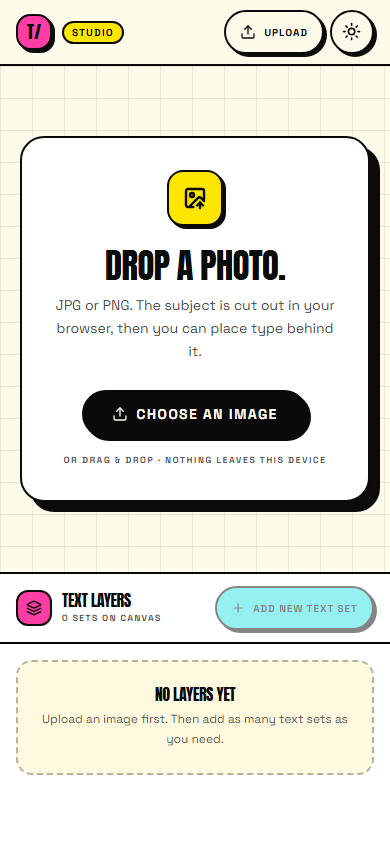 T/
STUDIO
UPLOAD
DROP A PHOTO.
JPG or PNG. The subject is cut out in your
browser, then you can place type behind
it.
CHOOSE AN IMAGE
OR DRAG & DROP · NOTHING LEAVES THIS DEVICE
TEXT LAYERS
0 SETS ON CANVAS
+ ADD NEW TEXT SET
NO LAYERS YET
Upload an image first. Then add as many text sets as
you need.